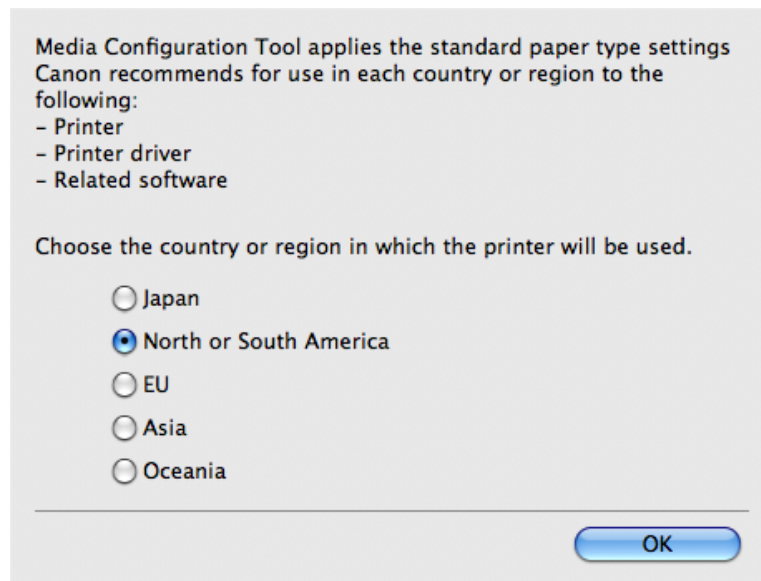 Media Configuration Tool applies the standard paper type settings
Canon recommends for use in each country or region to the
following:
– Printer
– Printer driver
– Related software
Choose the country or region in which the printer will be used.
Japan
North or South America
EU
Asia
Oceania
OK